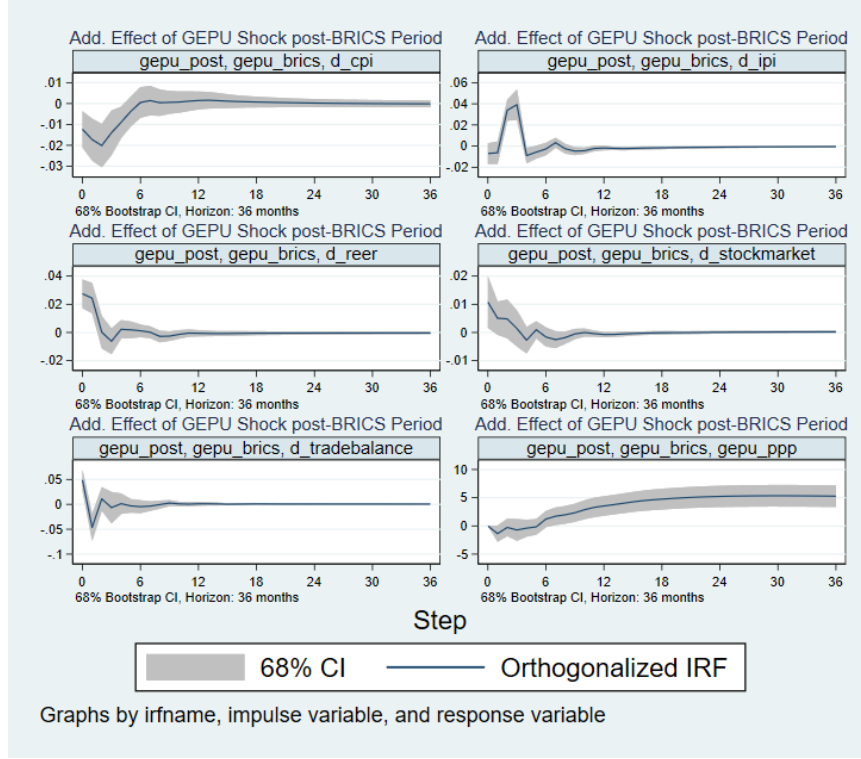 Add. Effect of GEPU Shock post-BRICS Period
gepu_post, gepu_brics, d_cpi
.01
0
-.01
-.02
-.03
0 6 12 18 24 30 36
68% Bootstrap CI, Horizon: 36 months
Add. Effect of GEPU Shock post-BRICS Period
gepu_post, gepu_brics, d_ipi
.06
.04
.02
0
-.02
0 6 12 18 24 30 36
68% Bootstrap CI, Horizon: 36 months
Add. Effect of GEPU Shock post-BRICS Period
gepu_post, gepu_brics, d_reer
.04
.02
0
-.02
0 6 12 18 24 30 36
68% Bootstrap CI, Horizon: 36 months
Add. Effect of GEPU Shock post-BRICS Period
gepu_post, gepu_brics, d_stockmarket
.02
.01
0
-.01
0 6 12 18 24 30 36
68% Bootstrap CI, Horizon: 36 months
Add. Effect of GEPU Shock post-BRICS Period
gepu_post, gepu_brics, d_tradebalance
.05
0
-.05
-.1
0 6 12 18 24 30 36
68% Bootstrap CI, Horizon: 36 months
Add. Effect of GEPU Shock post-BRICS Period
gepu_post, gepu_brics, gepu_ppp
10
5
0
-5
0 6 12 18 24 30 36
68% Bootstrap CI, Horizon: 36 months
Step
68% CI
Orthogonalized IRF
Graphs by irfname, impulse variable, and response variable